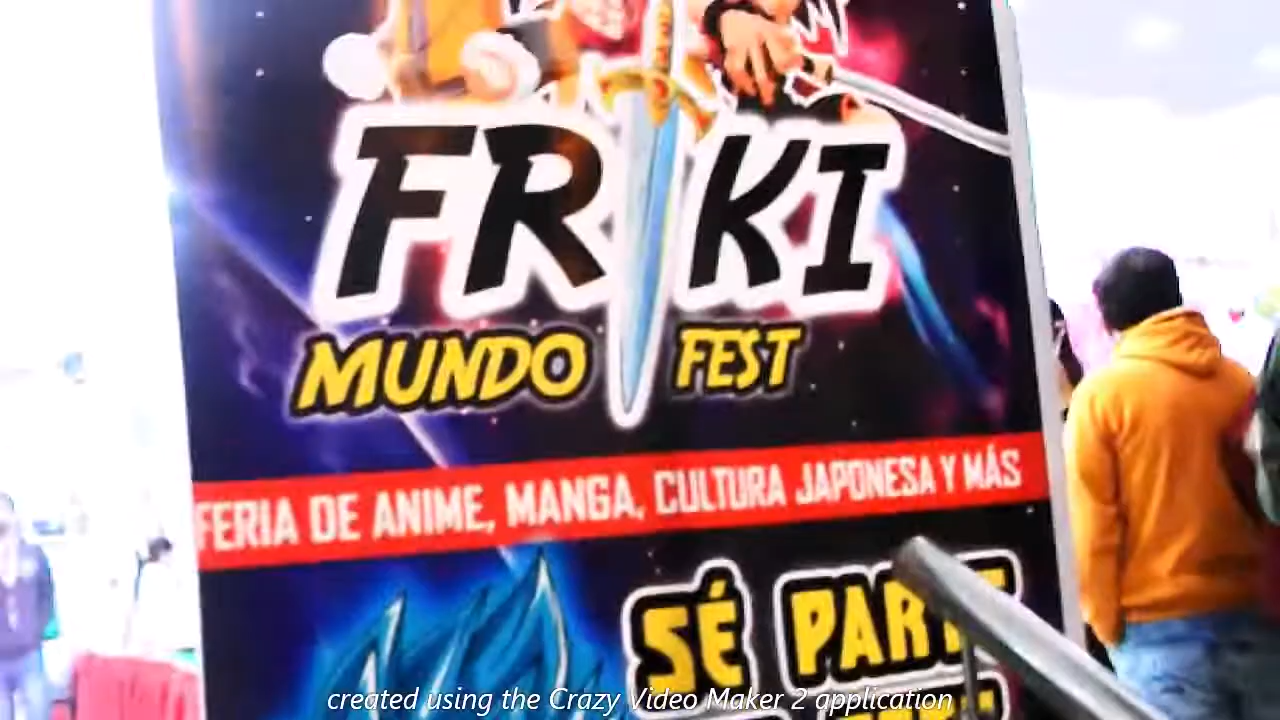 FRIKI
MUNDO FEST
FERIA DE ANIME, MANGA, CULTURA JAPONESA Y MÁS
SÉ PARTE
created using the Crazy Video Maker 2 application